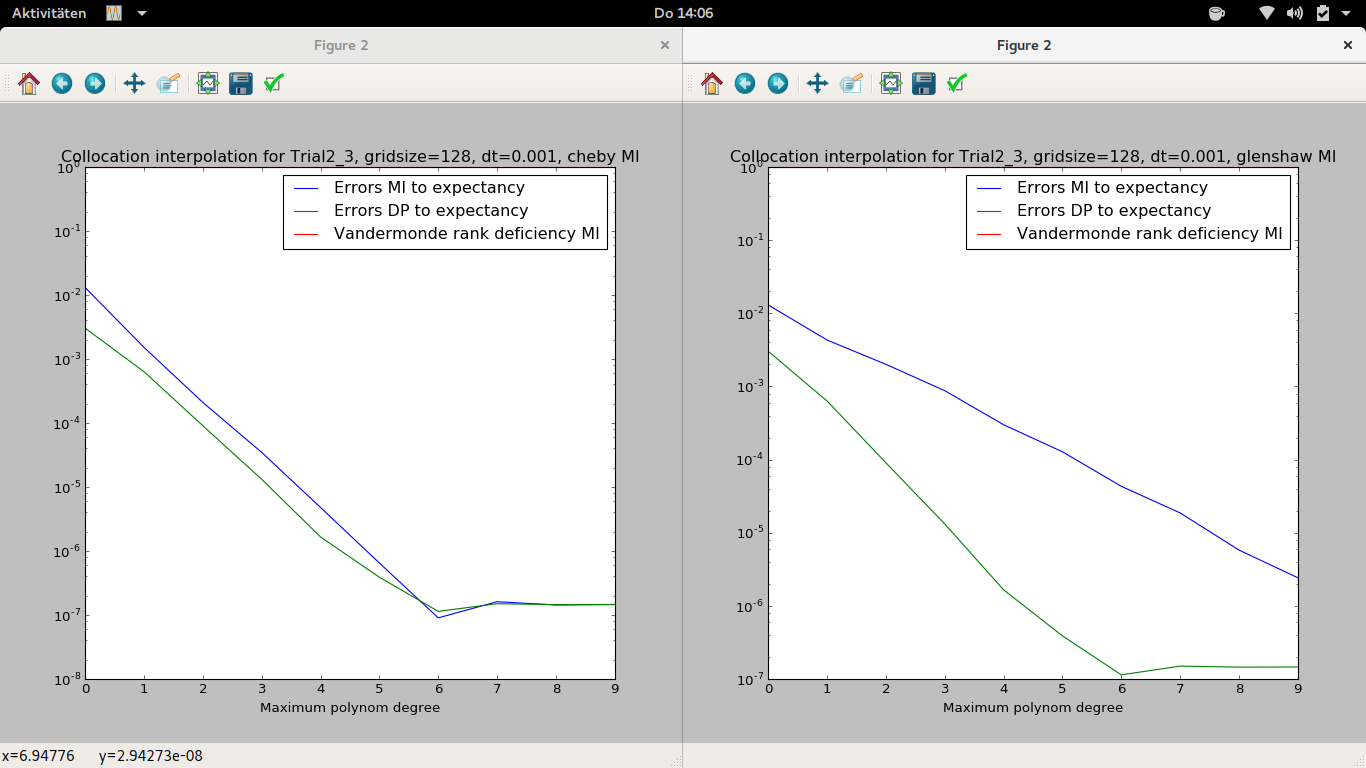 Aktivitäten
Do 14:06
Figure 2
Figure 2
Collocation interpolation for Trial2_3, gridsize=128, dt=0.001, cheby MI
Errors MI to expectancy
Errors DP to expectancy
Vandermonde rank deficiency MI
10^0
10^-1
10^-2
10^-3
10^-4
10^-5
10^-6
10^-7
10^-8
0 1 2 3 4 5 6 7 8 9
Maximum polynom degree
Collocation interpolation for Trial2_3, gridsize=128, dt=0.001, glenshaw MI
Errors MI to expectancy
Errors DP to expectancy
Vandermonde rank deficiency MI
10^0
10^-1
10^-2
10^-3
10^-4
10^-5
10^-6
10^-7
0 1 2 3 4 5 6 7 8 9
Maximum polynom degree
x=6.94776 y=2.94273e-08